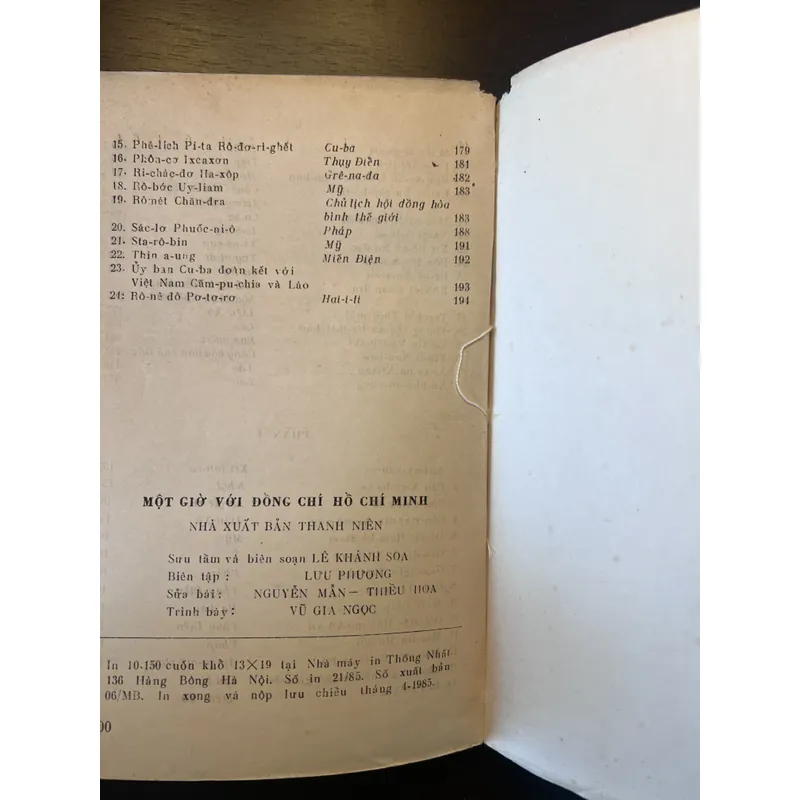 15. Phê-lích Pi-ta Rô-đơ-ri-ghết Cu-ba 179
16. Phôn-cơ Ixcaxơn Thụy Điển 181
17. Ri-chác-đơ Ha-xôp Grê-na-đa 182
18. Rô-bớc Uy-liam Mỹ 183
19. Rô-nét Chăn-đra Chủ tịch hội đồng hòa
bình thế giới 183
20. Sác-lơ Phuốc-ni-ô Pháp 188
21. Sta-rô-bin Mỹ 191
22. Thin a-ung Miến Điện 192
23. Ủy ban Cu-ba đoàn kết với
Việt Nam Căm-pu-chia và Lào 193
24: Rô-nê đô Pơ-tơ-rơ Hai-i-li 194
MỘT GIỜ VỚI ĐỒNG CHÍ HỒ CHÍ MINH
NHÀ XUẤT BẢN THANH NIÊN
Sưu tầm và biên soạn LÊ KHÁNH SOA
Biên tập : LƯU PHƯƠNG
Sửa bài: NGUYỄN MẪN — THIỀU HOA
Trình bày: VŨ GIA NGỌC
In 10.150 cuốn khổ 13×19 tại Nhà máy in Thống Nhất
136 Hàng Bông Hà Nội. Số in 21/85. Số xuất bản
06/MB. In xong và nộp lưu chiểu tháng 4-1985.
00